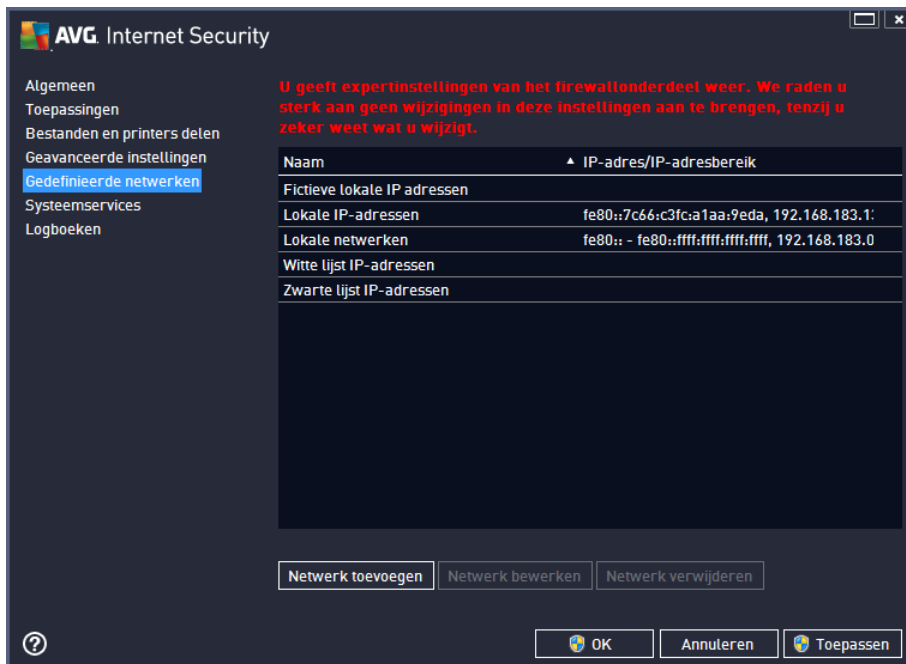 AVG. Internet Security
Algemeen
Toepassingen
Bestanden en printers delen
Geavanceerde instellingen
Gedefinieerde netwerken
Systeemservices
Logboeken
U geeft expertinstellingen van het firewallonderdeel weer. We raden u
sterk aan geen wijzigingen in deze instellingen aan te brengen, tenzij u
zeker weet wat u wijzigt.
Naam ▲ IP-adres/IP-adresbereik
Fictieve lokale IP adressen
Lokale IP-adressen fe80::7c66:c3fc:a1aa:9eda, 192.168.183.1
Lokale netwerken fe80:: - fe80::ffff:ffff:ffff:ffff, 192.168.183.0
Witte lijst IP-adressen
Zwarte lijst IP-adressen
Netwerk toevoegen Netwerk bewerken Netwerk verwijderen
? OK Annuleren Toepassen